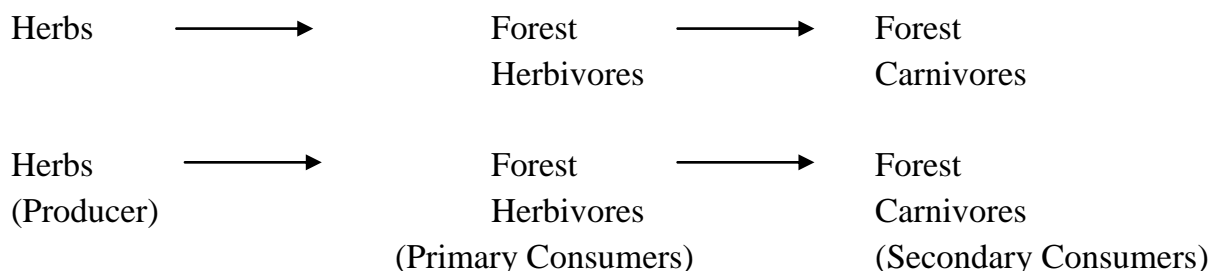 Herbs Forest Forest
Herbivores Carnivores
Herbs Forest Forest
(Producer) Herbivores Carnivores
(Primary Consumers) (Secondary Consumers)